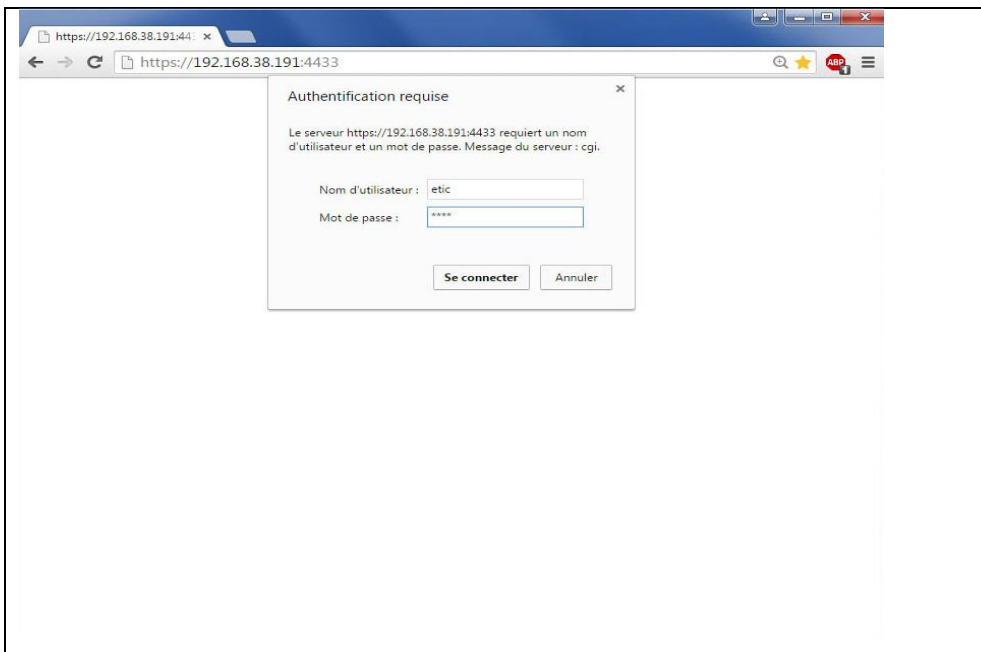 https://192.168.38.191:44
https://192.168.38.191:4433
ABP
1
Authentification requise
Le serveur https://192.168.38.191:4433 requiert un nom
d'utilisateur et un mot de passe. Message du serveur : cgi.
Nom d'utilisateur : etic
Mot de passe : ****
Se connecter Annuler